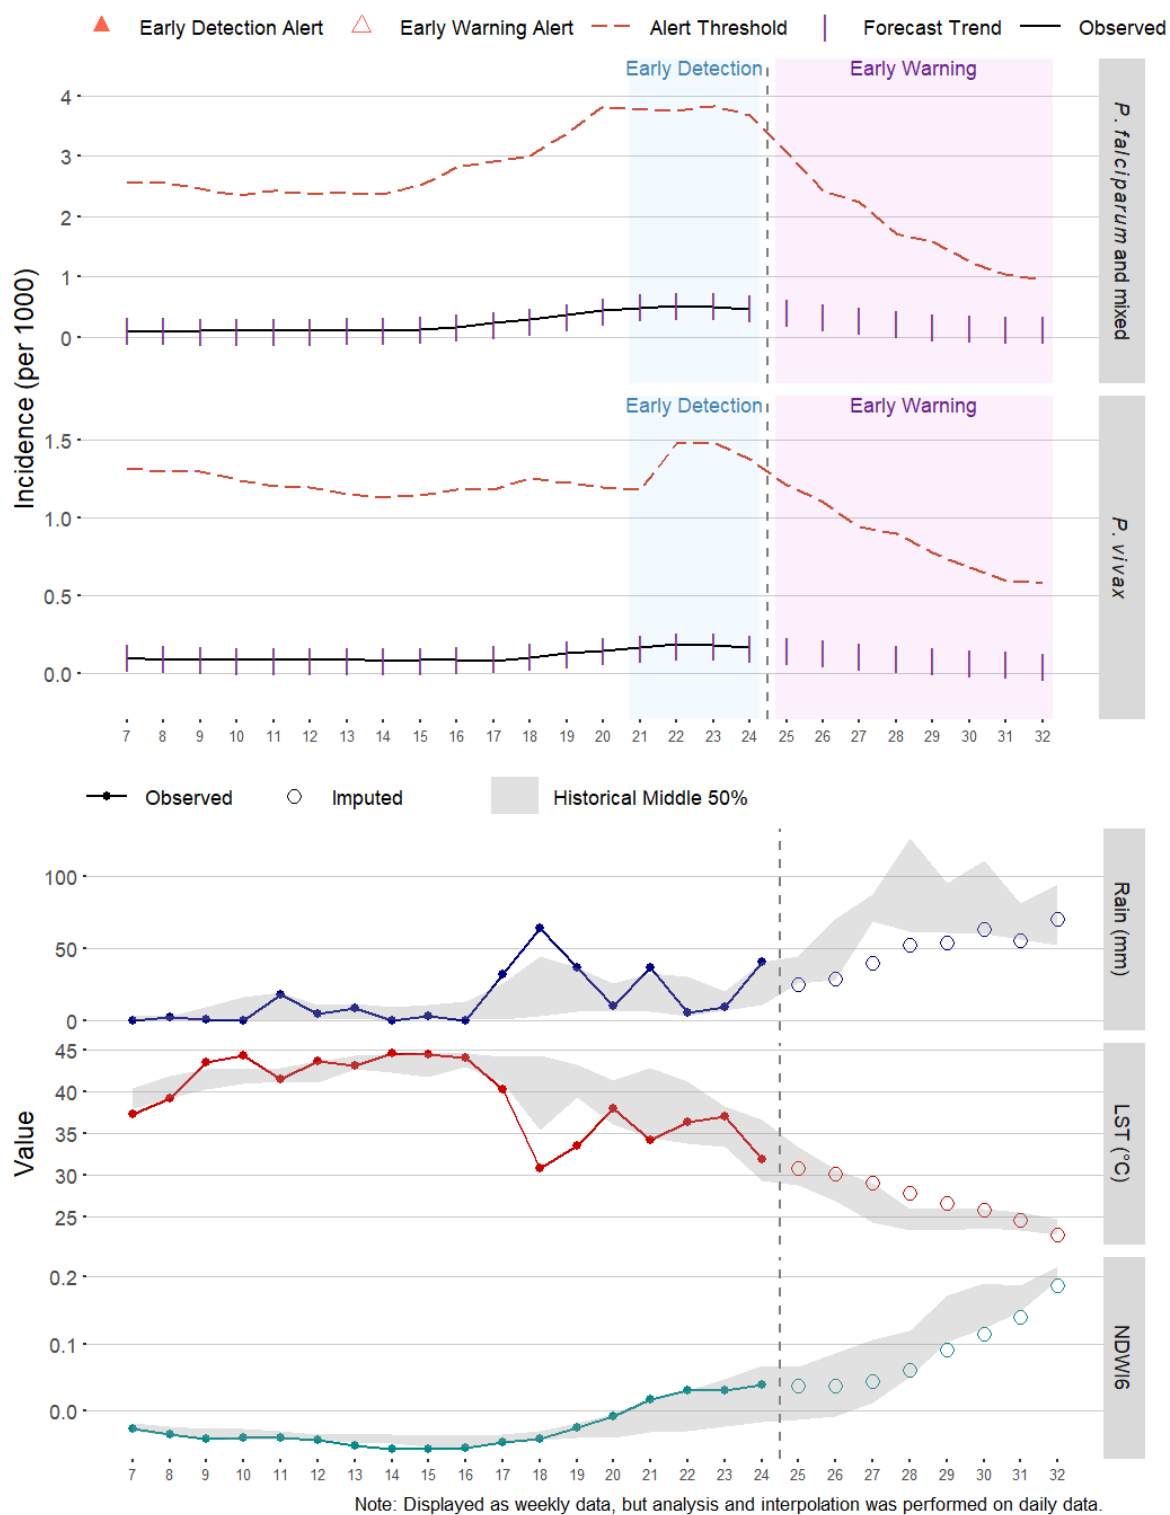 Early Detection Alert Early Warning Alert Alert Threshold Forecast Trend Observed
Early Detection Early Warning
4
3
2
1
0
P. falciparum and mixed
Incidence (per 1000)
Early Detection Early Warning
1.5
1.0
0.5
0.0
P. vivax
7 8 9 10 11 12 13 14 15 16 17 18 19 20 21 22 23 24 25 26 27 28 29 30 31 32
Observed Imputed Historical Middle 50%
100
50
0
Rain (mm)
Value
45
40
35
30
25
LST (°C)
0.2
0.1
0.0
NDWI6
7 8 9 10 11 12 13 14 15 16 17 18 19 20 21 22 23 24 25 26 27 28 29 30 31 32
Note: Displayed as weekly data, but analysis and interpolation was performed on daily data.